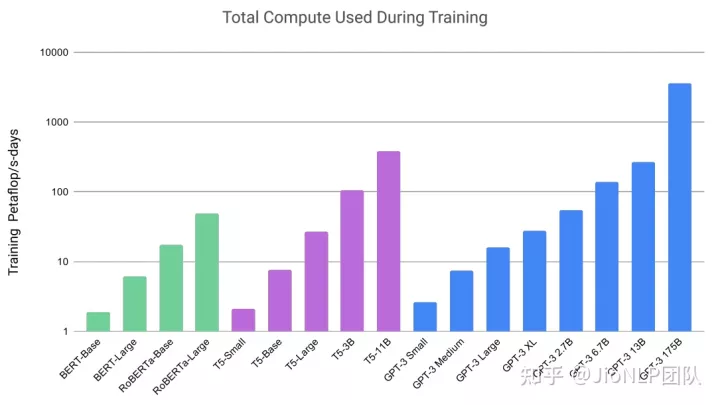 Total Compute Used During Training
Training Petaflop/s-days
10000
1000
100
10
1
BERT-Base
BERT-Large
RoBERTa-Base
RoBERTa-Large
T5-Small
T5-Base
T5-Large
T5-3B
T5-11B
GPT-3 Small
GPT-3 Medium
GPT-3 Large
GPT-3 XL
GPT-3 2.7B
GPT-3 6.7B
GPT-3 13B
GPT-3 175B
知乎 @JioNLP团队